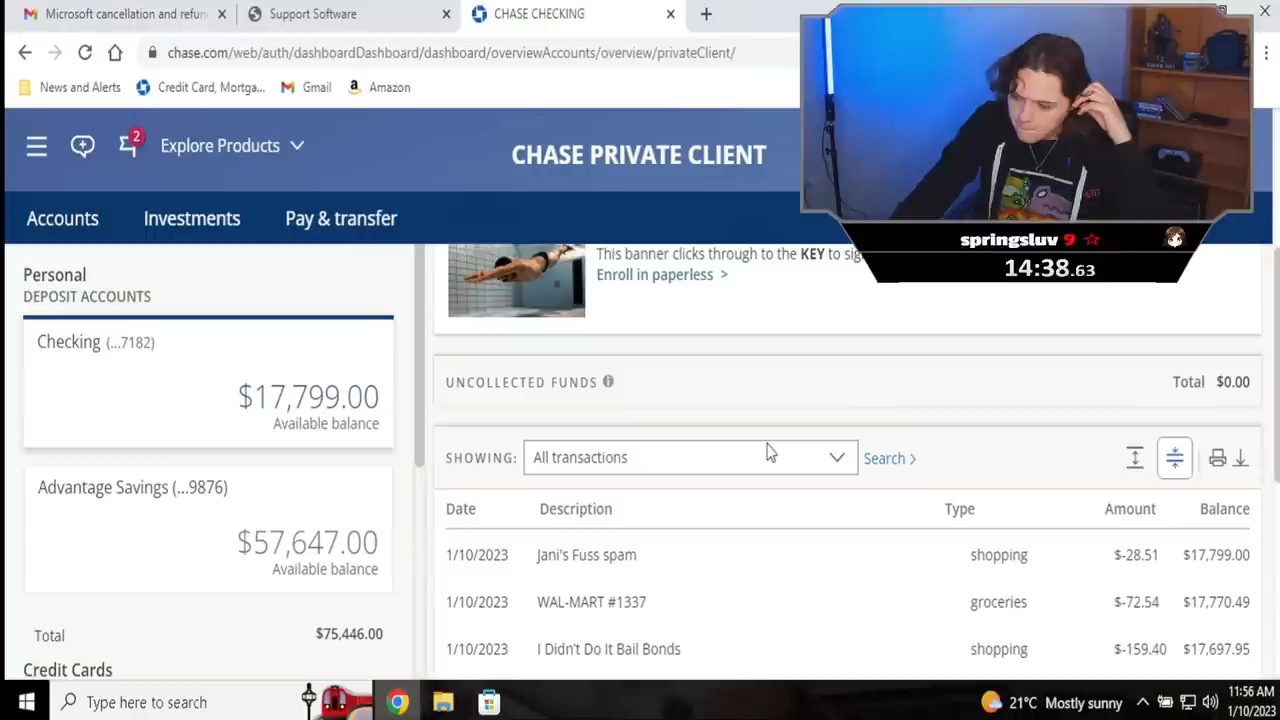 Microsoft cancellation and refun
Support Software
CHASE CHECKING
chase.com/web/auth/dashboardDashboard/dashboard/overviewAccounts/overview/privateClient/
News and Alerts
Credit Card, Mortga...
Gmail
Amazon
2
Explore Products
CHASE PRIVATE CLIENT
Accounts
Investments
Pay & transfer
springsluv 9
14:38.63
Personal
DEPOSIT ACCOUNTS
Checking (...7182)
$17,799.00
Available balance
Advantage Savings (...9876)
$57,647.00
Available balance
Total $75,446.00
Credit Cards
This banner clicks through to the KEY to sig
Enroll in paperless >
UNCOLLECTED FUNDS Total $0.00
SHOWING: All transactions Search >
Date Description Type Amount Balance
1/10/2023 Jani's Fuss spam shopping $-28.51 $17,799.00
1/10/2023 WAL-MART #1337 groceries $-72.54 $17,770.49
1/10/2023 I Didn't Do It Bail Bonds shopping $-159.40 $17,697.95
Type here to search
21°C Mostly sunny
11:56 AM
1/10/2023